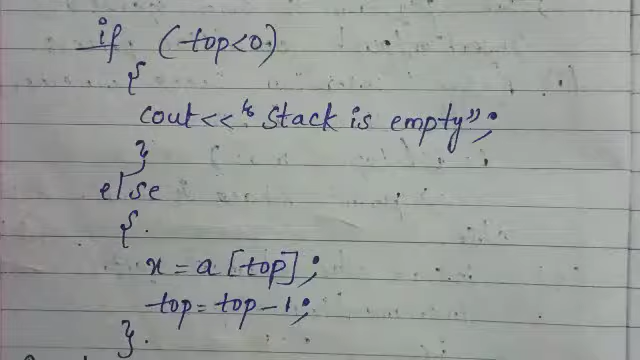 if (top<0)
{
cout<<"Stack is empty";
}
else
{
x = a [top];
top = top - 1;
}